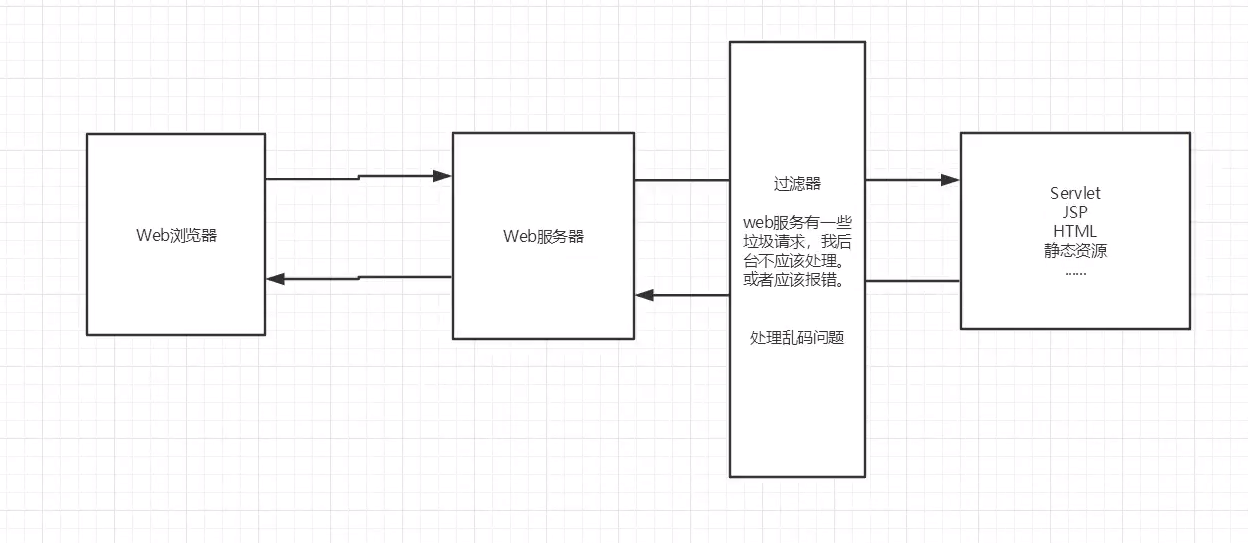 Web浏览器
Web服务器
过滤器
web服务有一些
垃圾请求，我后
台不应该处理。
或者应该报错。
处理乱码问题
Servlet
JSP
HTML
静态资源
......